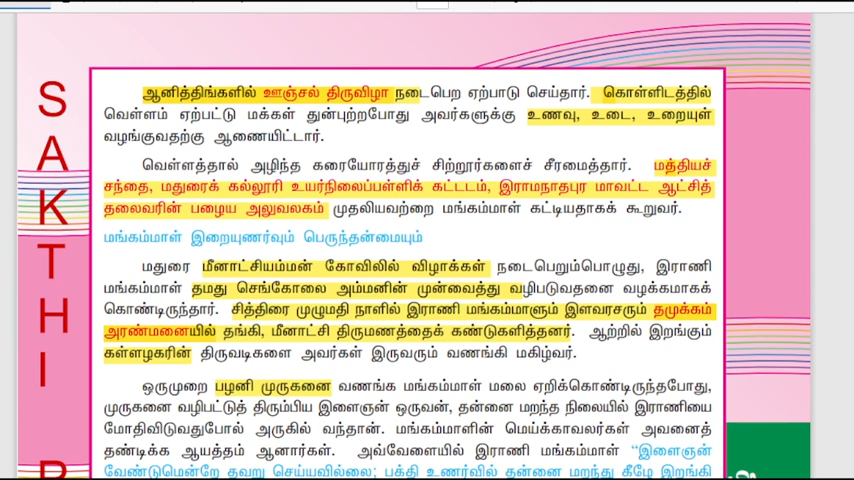 ஆனித்திங்களில் ஊஞ்சல் திருவிழா நடைபெற ஏற்பாடு செய்தார். கொள்ளிடத்தில்
வெள்ளம் ஏற்பட்டு மக்கள் துன்புற்றபோது அவர்களுக்கு உணவு, உடை, உறையுள்
வழங்குவதற்கு ஆணையிட்டார்.
வெள்ளத்தால் அழிந்த கரையோரத்துச் சிற்றூர்களைச் சீரமைத்தார். மத்தியச்
சந்தை, மதுரைக் கல்லூரி உயர்நிலைப்பள்ளிக் கட்டடம், இராமநாதபுர மாவட்ட ஆட்சித்
தலைவரின் பழைய அலுவலகம் முதலியவற்றை மங்கம்மாள் கட்டியதாகக் கூறுவர்.
மங்கம்மாள் இறையுணர்வும் பெருந்தன்மையும்
மதுரை மீனாட்சியம்மன் கோவிலில் விழாக்கள் நடைபெறும்பொழுது, இராணி
மங்கம்மாள் தமது செங்கோலை அம்மனின் முன்வைத்து வழிபடுவதனை வழக்கமாகக்
கொண்டிருந்தார். சித்திரை முழுமதி நாளில் இராணி மங்கம்மாளும் இளவரசரும் தமுக்கம்
அரண்மனையில் தங்கி, மீனாட்சி திருமணத்தைக் கண்டுகளித்தனர். ஆற்றில் இறங்கும்
கள்ளழகரின் திருவடிகளை அவர்கள் இருவரும் வணங்கி மகிழ்வர்.
ஒருமுறை பழனி முருகனை வணங்க மங்கம்மாள் மலை ஏறிக்கொண்டிருந்தபோது,
முருகனை வழிபட்டுத் திரும்பிய இளைஞன் ஒருவன், தன்னை மறந்த நிலையில் இராணியை
மோதிவிடுவதுபோல் அருகில் வந்தான். மங்கம்மாளின் மெய்க்காவலர்கள் அவனைத்
தண்டிக்க ஆயத்தம் ஆனார்கள். அவ்வேளையில் இராணி மங்கம்மாள் “இளைஞன்
வேண்டுமென்றே தவறு செய்யவில்லை; பக்தி உணர்வில் தன்னை மறந்து கீழே இறங்கி
S
A
K
T
H
I